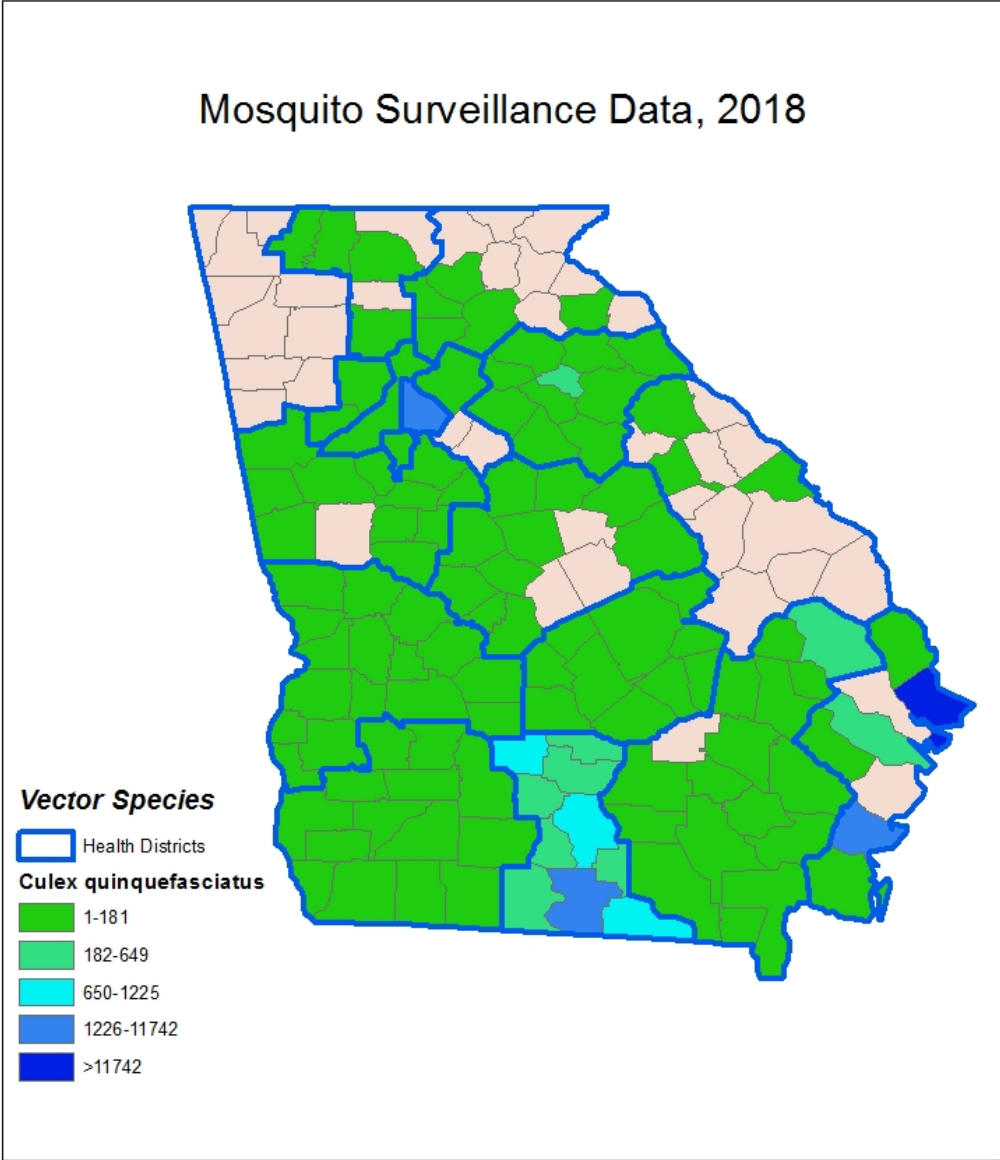 Mosquito Surveillance Data, 2018
Vector Species
Health Districts
Culex quinquefasciatus
1-181
182-649
650-1225
1226-11742
>11742